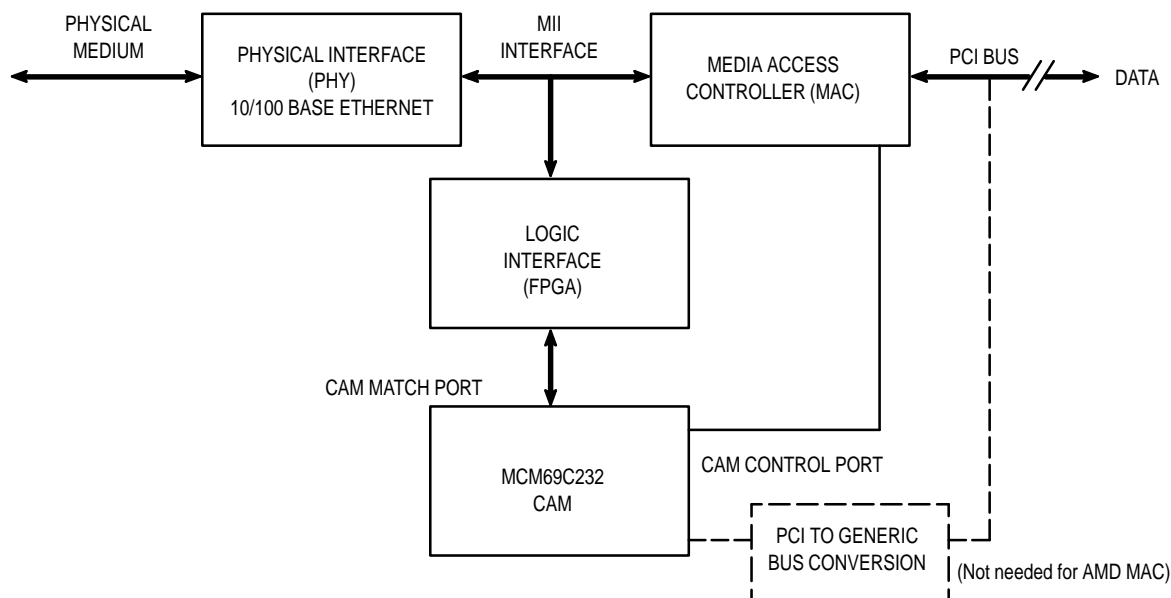 PHYSICAL
MEDIUM
PHYSICAL INTERFACE
(PHY)
10/100 BASE ETHERNET
MII
INTERFACE
MEDIA ACCESS
CONTROLLER (MAC)
PCI BUS
DATA
LOGIC
INTERFACE
(FPGA)
CAM MATCH PORT
MCM69C232
CAM
CAM CONTROL PORT
PCI TO GENERIC
BUS CONVERSION
(Not needed for AMD MAC)